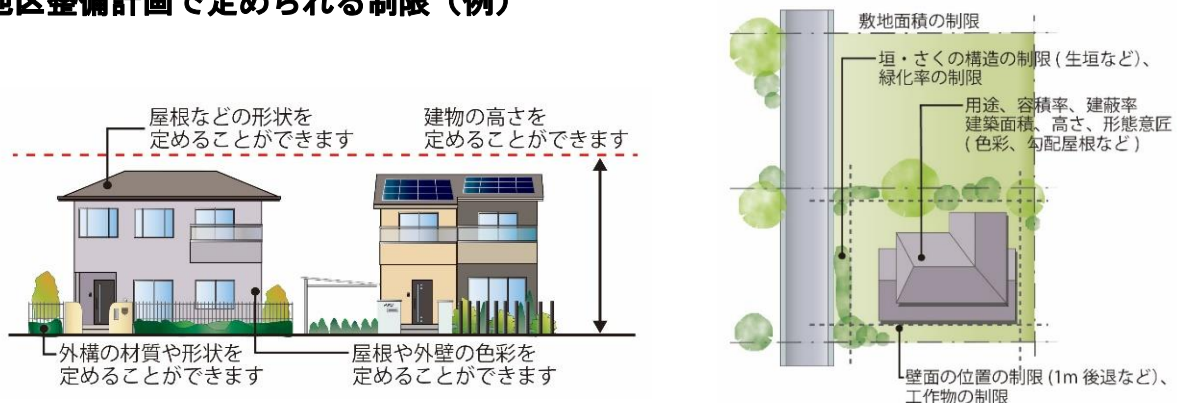 地区整備計画で定められる制限（例）
屋根などの形状を
定めることができます
建物の高さを
定めることができます
外構の材質や形状を
定めることができます
屋根や外壁の色彩を
定めることができます
敷地面積の制限
垣・さくの構造の制限(生垣など)、
緑化率の制限
用途、容積率、建蔽率
建築面積、高さ、形態意匠
(色彩、勾配屋根など)
壁面の位置の制限(1m後退など)、
工作物の制限